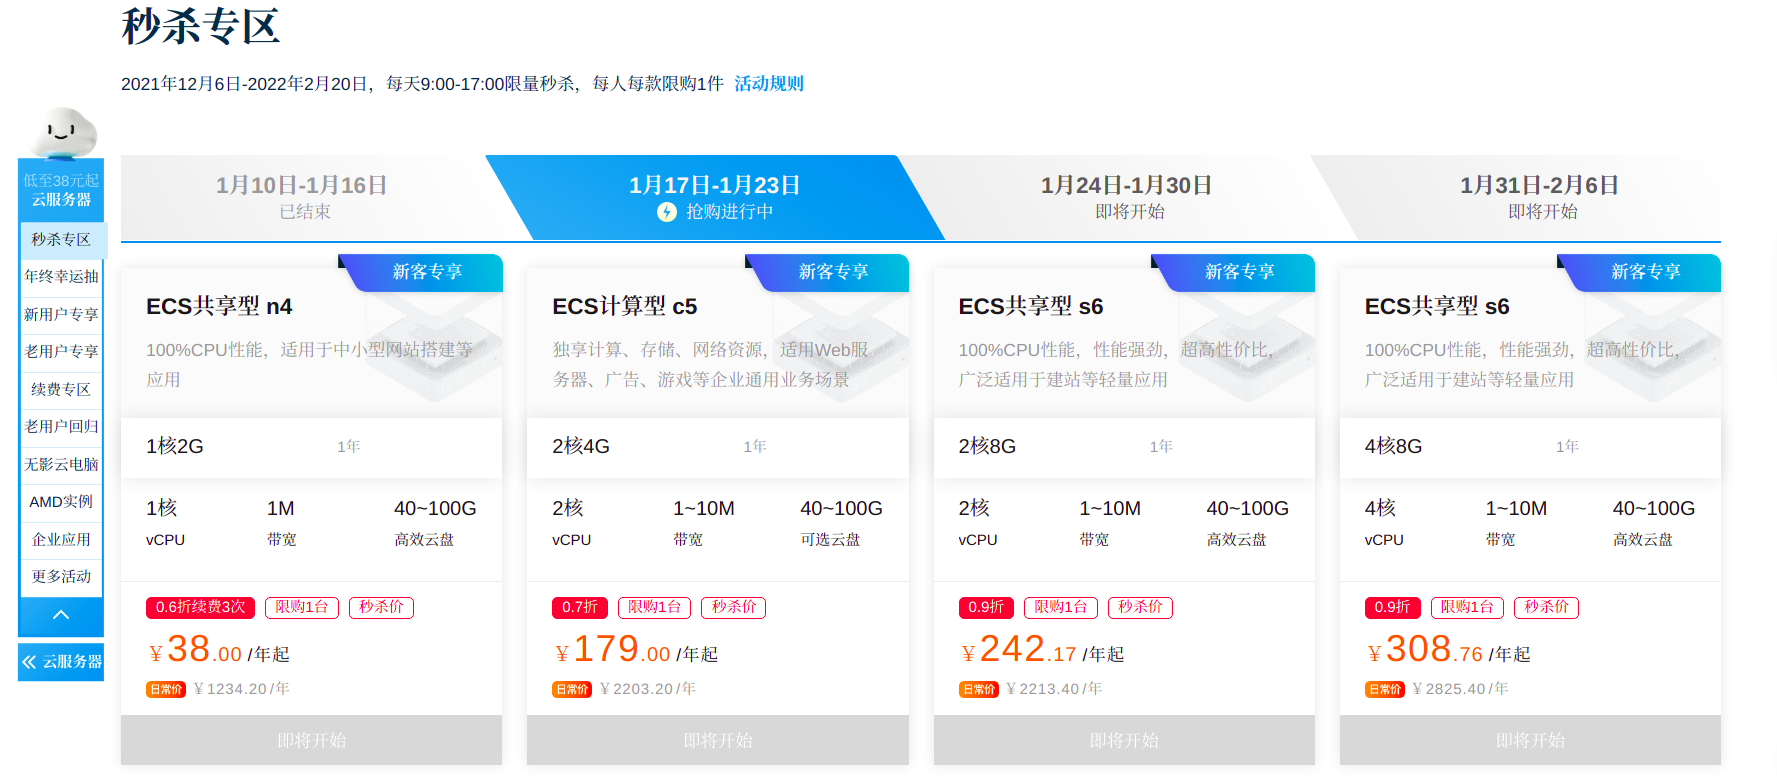 秒杀专区
2021年12月6日-2022年2月20日，每天9:00-17:00限量秒杀，每人每款限购1件 活动规则
低至38元起
云服务器
秒杀专区
年终幸运抽
新用户专享
老用户专享
续费专区
老用户回归
无影云电脑
AMD实例
企业应用
更多活动
云服务器
1月10日-1月16日
已结束
1月17日-1月23日
抢购进行中
1月24日-1月30日
即将开始
1月31日-2月6日
即将开始
新客专享
ECS共享型 n4
100%CPU性能，适用于中小型网站搭建等
应用
1核2G 1年
1核 1M 40~100G
vCPU 带宽 高效云盘
0.6折续费3次 限购1台 秒杀价
¥38.00 /年起
日常价 ¥1234.20/年
即将开始
新客专享
ECS计算型 c5
独享计算、存储、网络资源，适用Web服
务器、广告、游戏等企业通用业务场景
2核4G 1年
2核 1~10M 40~100G
vCPU 带宽 可选云盘
0.7折 限购1台 秒杀价
¥179.00 /年起
日常价 ¥2203.20/年
即将开始
新客专享
ECS共享型 s6
100%CPU性能，性能强劲，超高性价比，
广泛适用于建站等轻量应用
2核8G 1年
2核 1~10M 40~100G
vCPU 带宽 高效云盘
0.9折 限购1台 秒杀价
¥242.17 /年起
日常价 ¥2213.40/年
即将开始
新客专享
ECS共享型 s6
100%CPU性能，性能强劲，超高性价比，
广泛适用于建站等轻量应用
4核8G 1年
4核 1~10M 40~100G
vCPU 带宽 高效云盘
0.9折 限购1台 秒杀价
¥308.76 /年起
日常价 ¥2825.40/年
即将开始